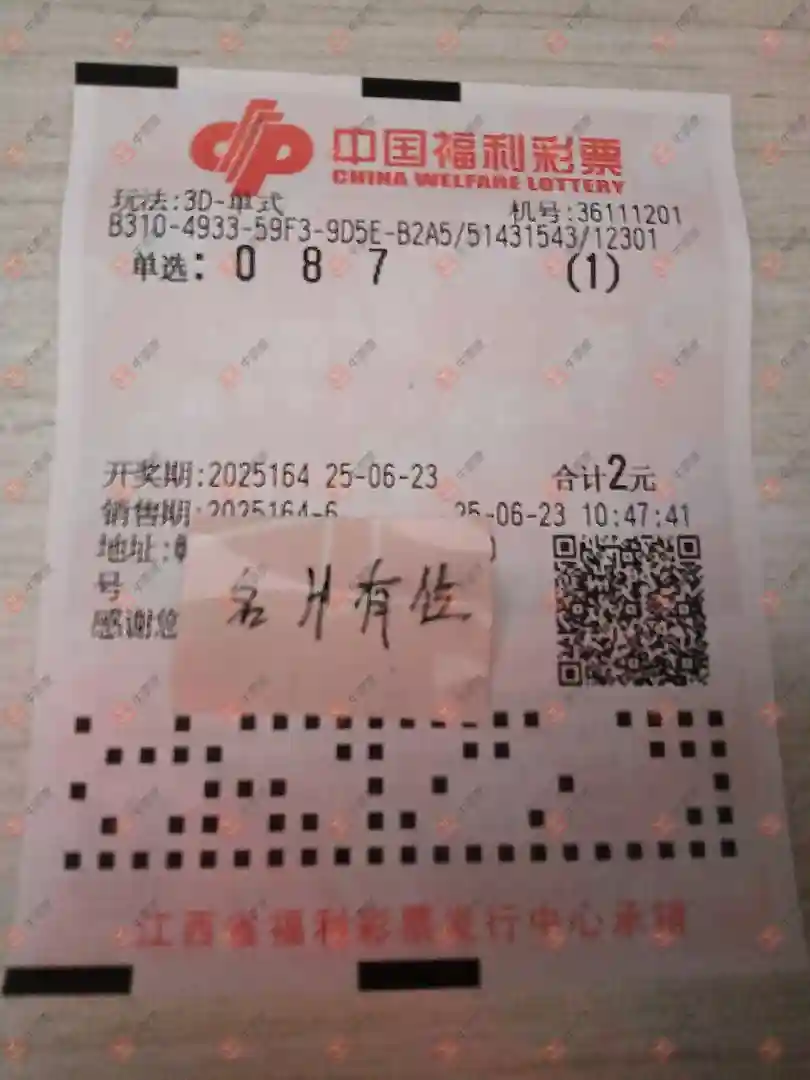 中国福利彩票
CHINA WELFARE LOTTERY
玩法:3D-单式 机号:36111201
B310-4933-59F3-9D5E-B2A5/51431543/12301
单选: 0 8 7 (1)
开奖期:2025164 25-06-23 合计2元
销售期:2025164-6 25-06-23 10:47:41
地址:
号
感谢您
名片有位
江西省福利彩票发行中心承销